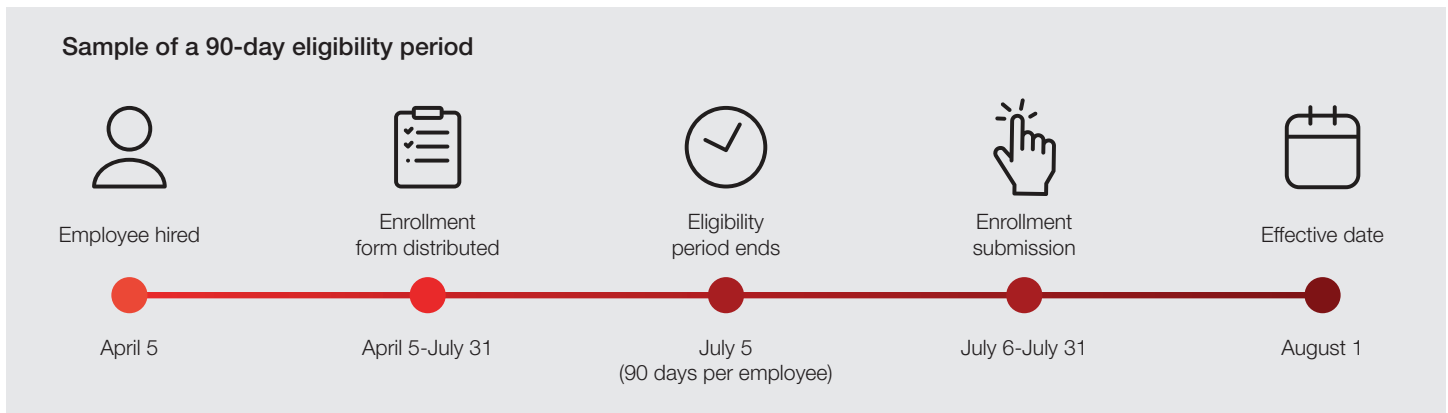 Sample of a 90-day eligibility period
Employee hired
Enrollment
form distributed
Eligibility
period ends
Enrollment
submission
Effective date
April 5
April 5-July 31
July 5
(90 days per employee)
July 6-July 31
August 1